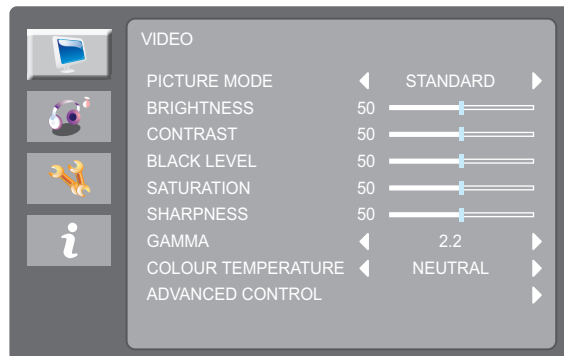 VIDEO
PICTURE MODE STANDARD
BRIGHTNESS 50
CONTRAST 50
BLACK LEVEL 50
SATURATION 50
SHARPNESS 50
GAMMA 2.2
COLOUR TEMPERATURE NEUTRAL
ADVANCED CONTROL